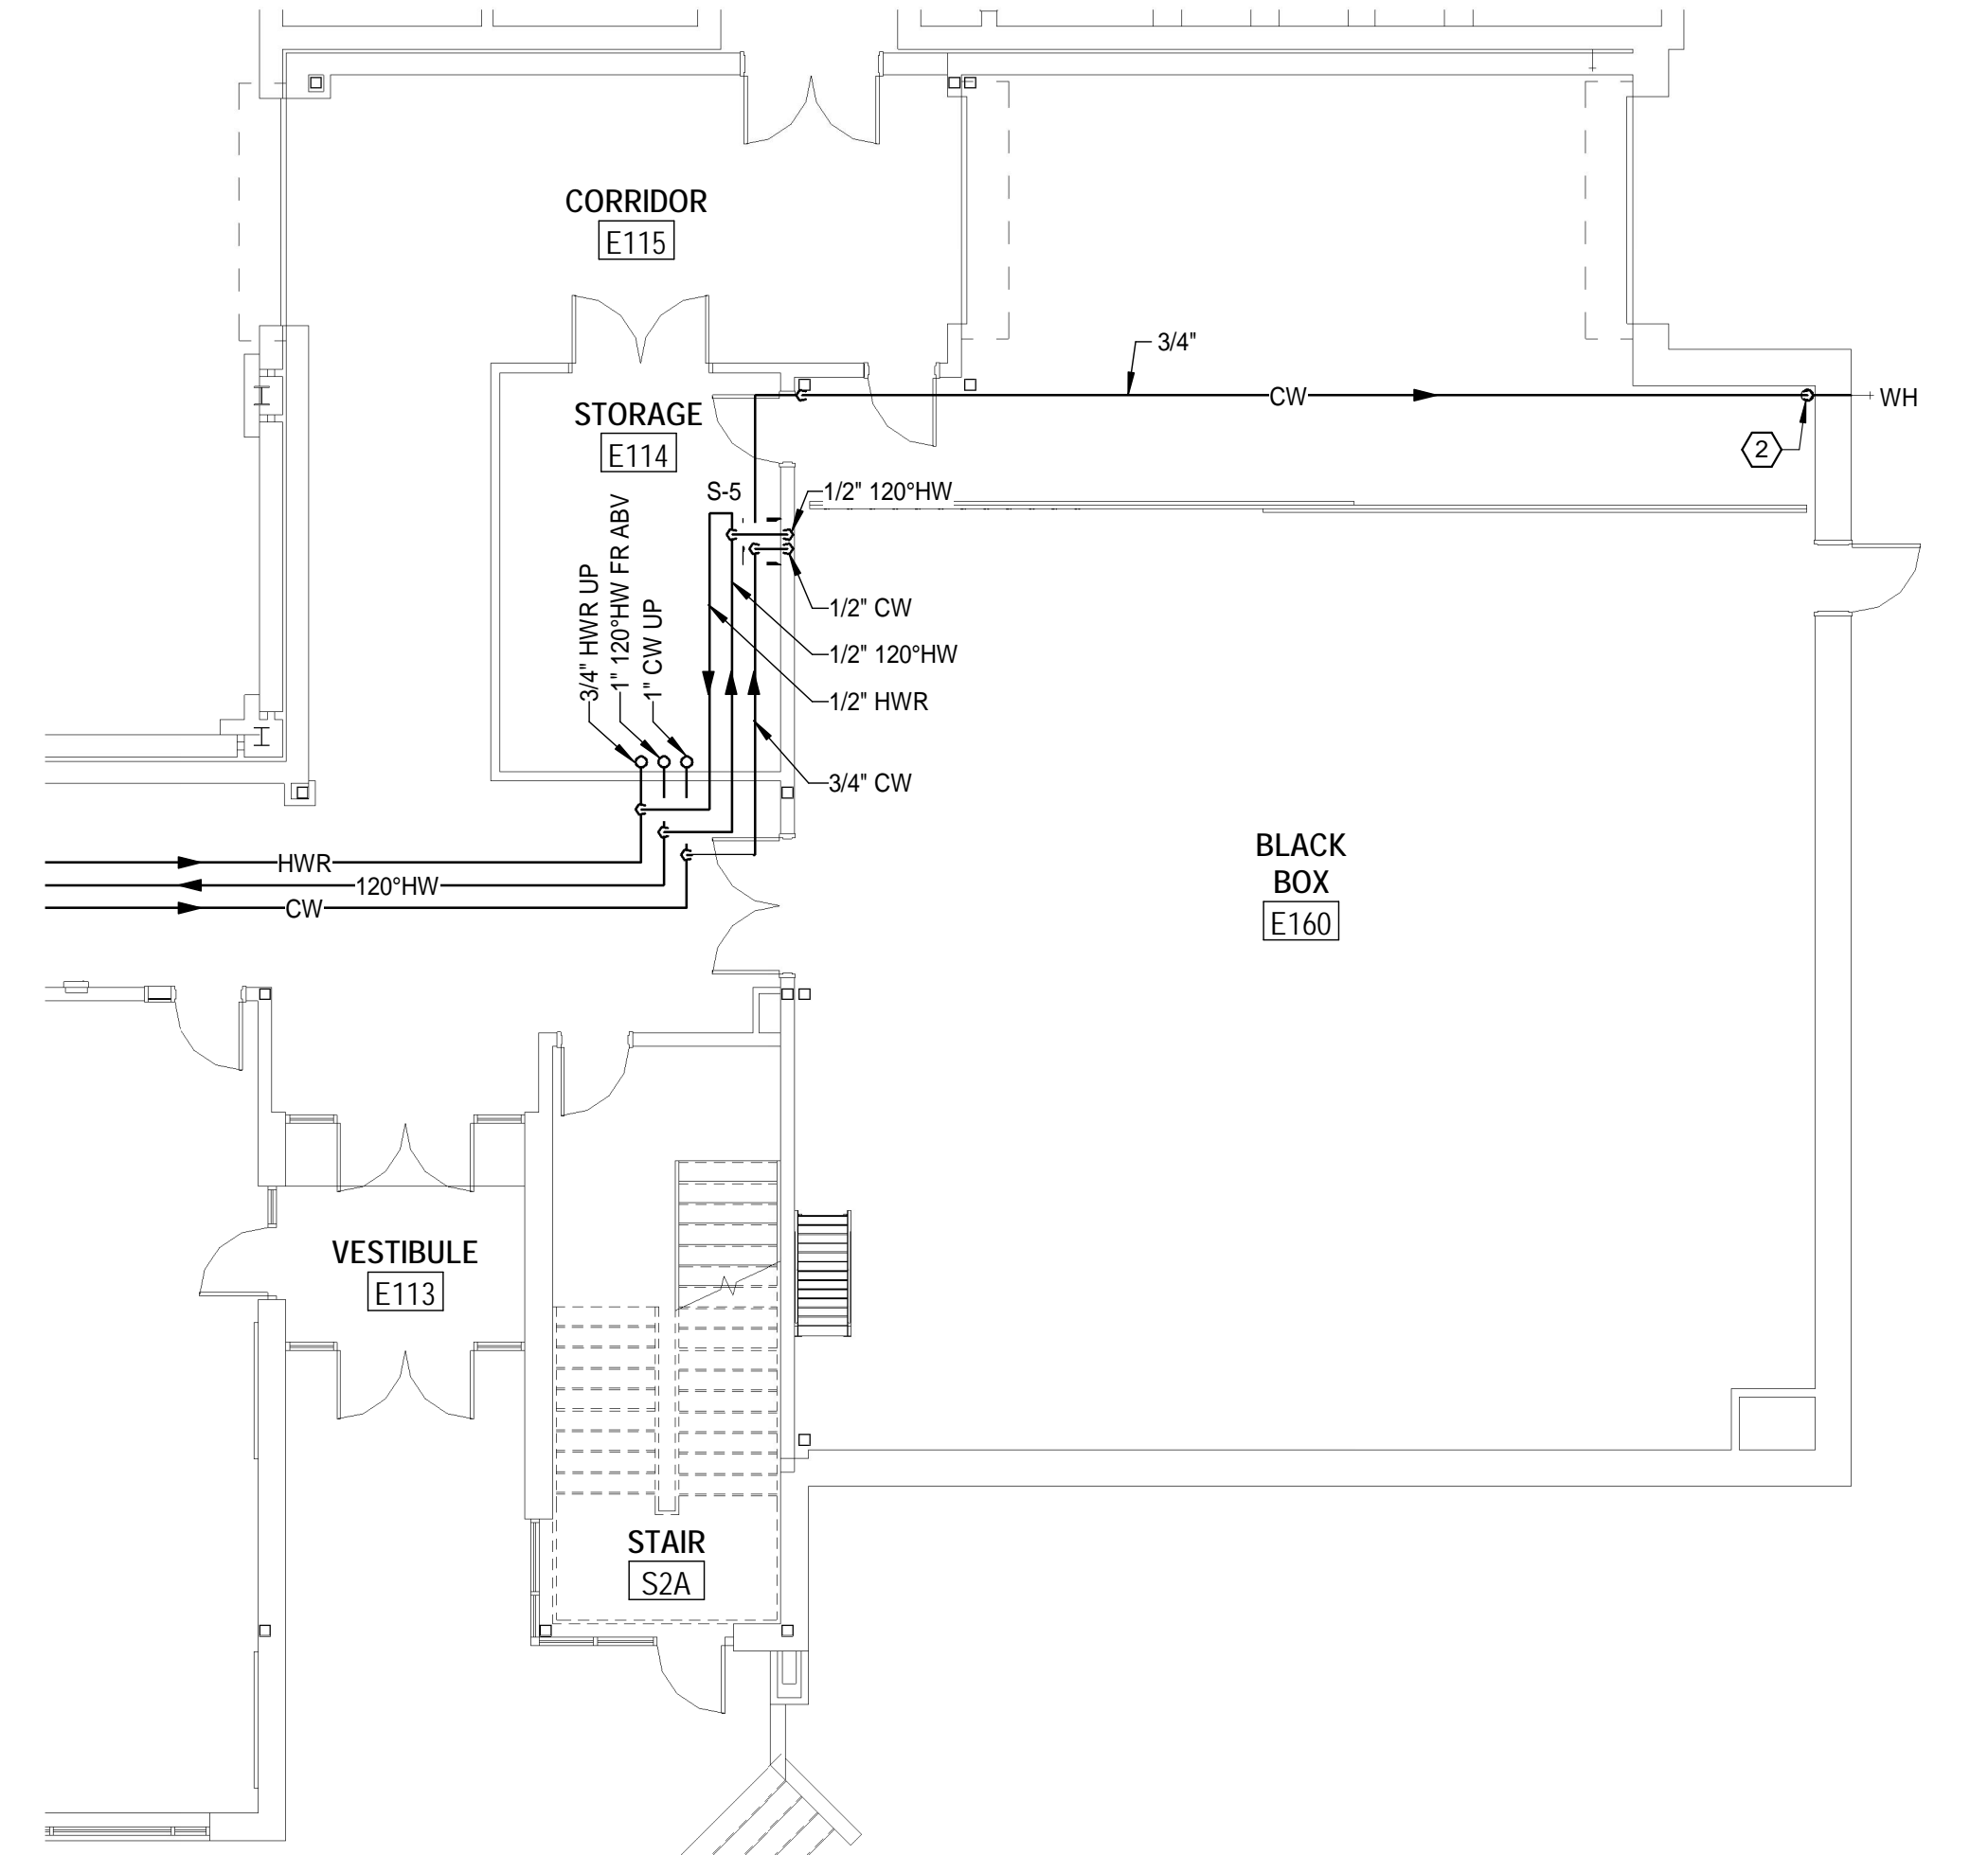 CORRIDOR
E115
3/4"
CW
WH
STORAGE
E114
2
S-5
1/2" 120°HW
3/4" HWR UP
1" 120°HW FR ABV
1" CW UP
1/2" CW
1/2" 120°HW
1/2" HWR
3/4" CW
HWR
120°HW
CW
BLACK
BOX
E160
VESTIBULE
E113
STAIR
S2A